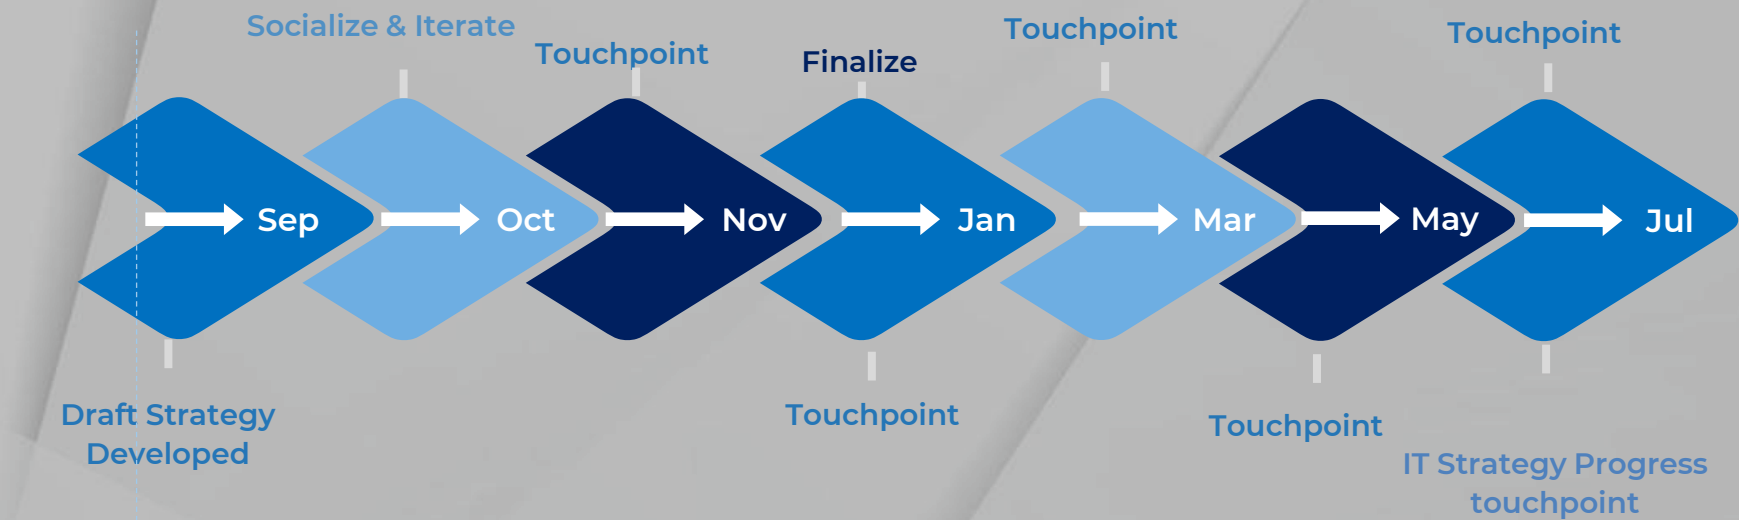 Socialize & Iterate
Touchpoint
Finalize
Touchpoint
Touchpoint
Sep
Oct
Nov
Jan
Mar
May
Jul
Draft Strategy
Developed
Touchpoint
Touchpoint
IT Strategy Progress
touchpoint